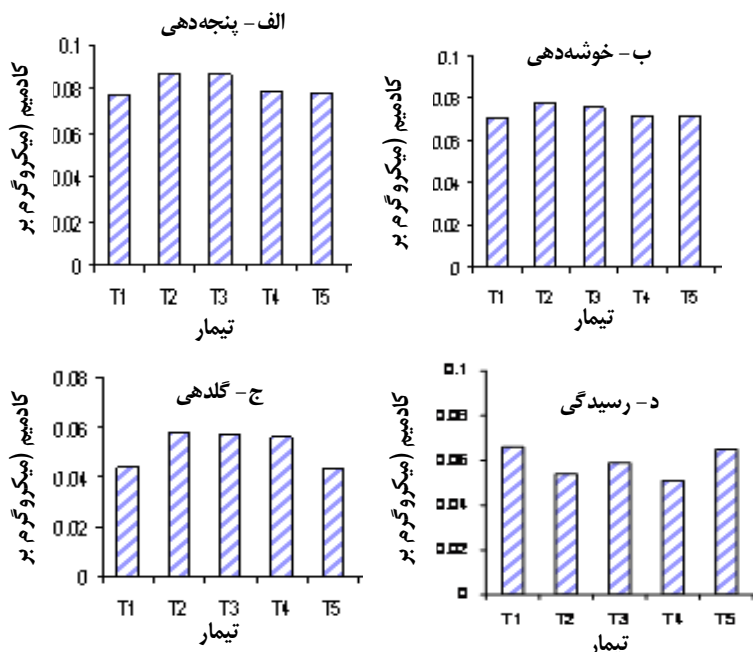 الف- پنجه‌دهی
کادمیم (میکروگرم بر
0.1
0.08
0.06
0.04
0.02
0
T1 T2 T3 T4 T5
تیمار
ب- خوشه‌دهی
کادمیم (میکروگرم بر
0.1
0.08
0.06
0.04
0.02
0
T1 T2 T3 T4 T5
تیمار
ج- گلدهی
کادمیم (میکروگرم بر
0.08
0.06
0.04
0.02
0
T1 T2 T3 T4 T5
تیمار
د- رسیدگی
کادمیم (میکروگرم بر
0.1
0.08
0.06
0.04
0.02
0
T1 T2 T3 T4 T5
تیمار